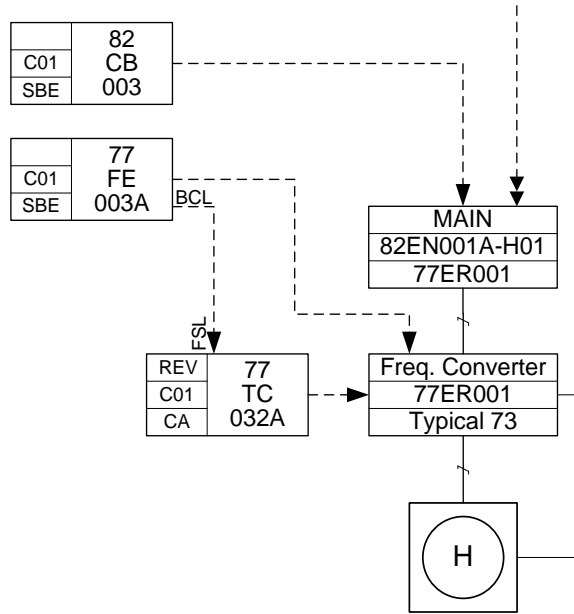 82
C01 CB
SBE 003
77
C01 FE
SBE 003A BCL
MAIN
82EN001A-H01
77ER001
FSL
REV 77
C01 TC
CA 032A
Freq. Converter
77ER001
Typical 73
H